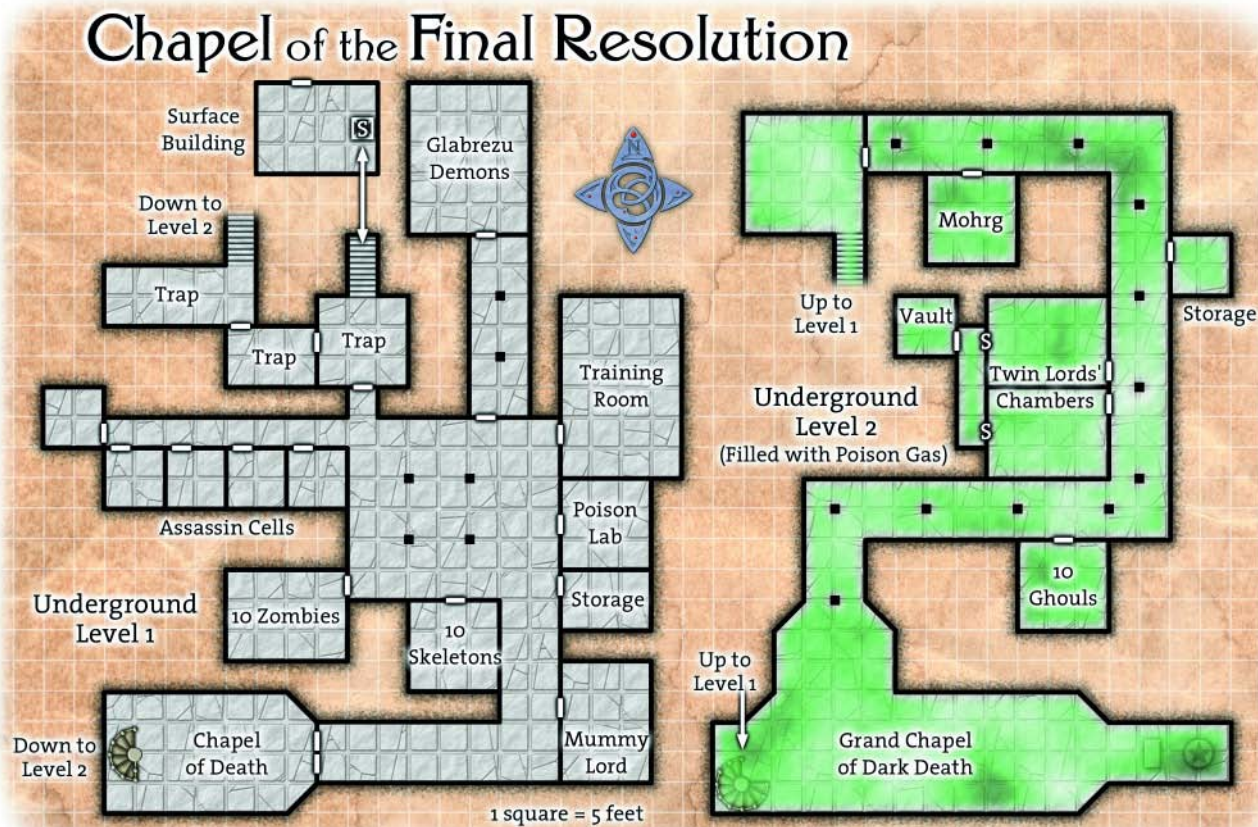 Chapel of the Final Resolution
Surface
Building
S
Glabrezu
Demons
N
Down to
Level 2
Trap
Trap
Trap
Training
Room
Assassin Cells
Poison
Lab
Underground
Level 1
10 Zombies
10
Skeletons
Storage
Down to
Level 2
Chapel
of Death
Mummy
Lord
1 square = 5 feet
Mohrg
Up to
Level 1
Storage
Vault
S
Twin Lords'
Chambers
S
Underground
Level 2
(Filled with Poison Gas)
10
Ghouls
Up to
Level 1
Grand Chapel
of Dark Death